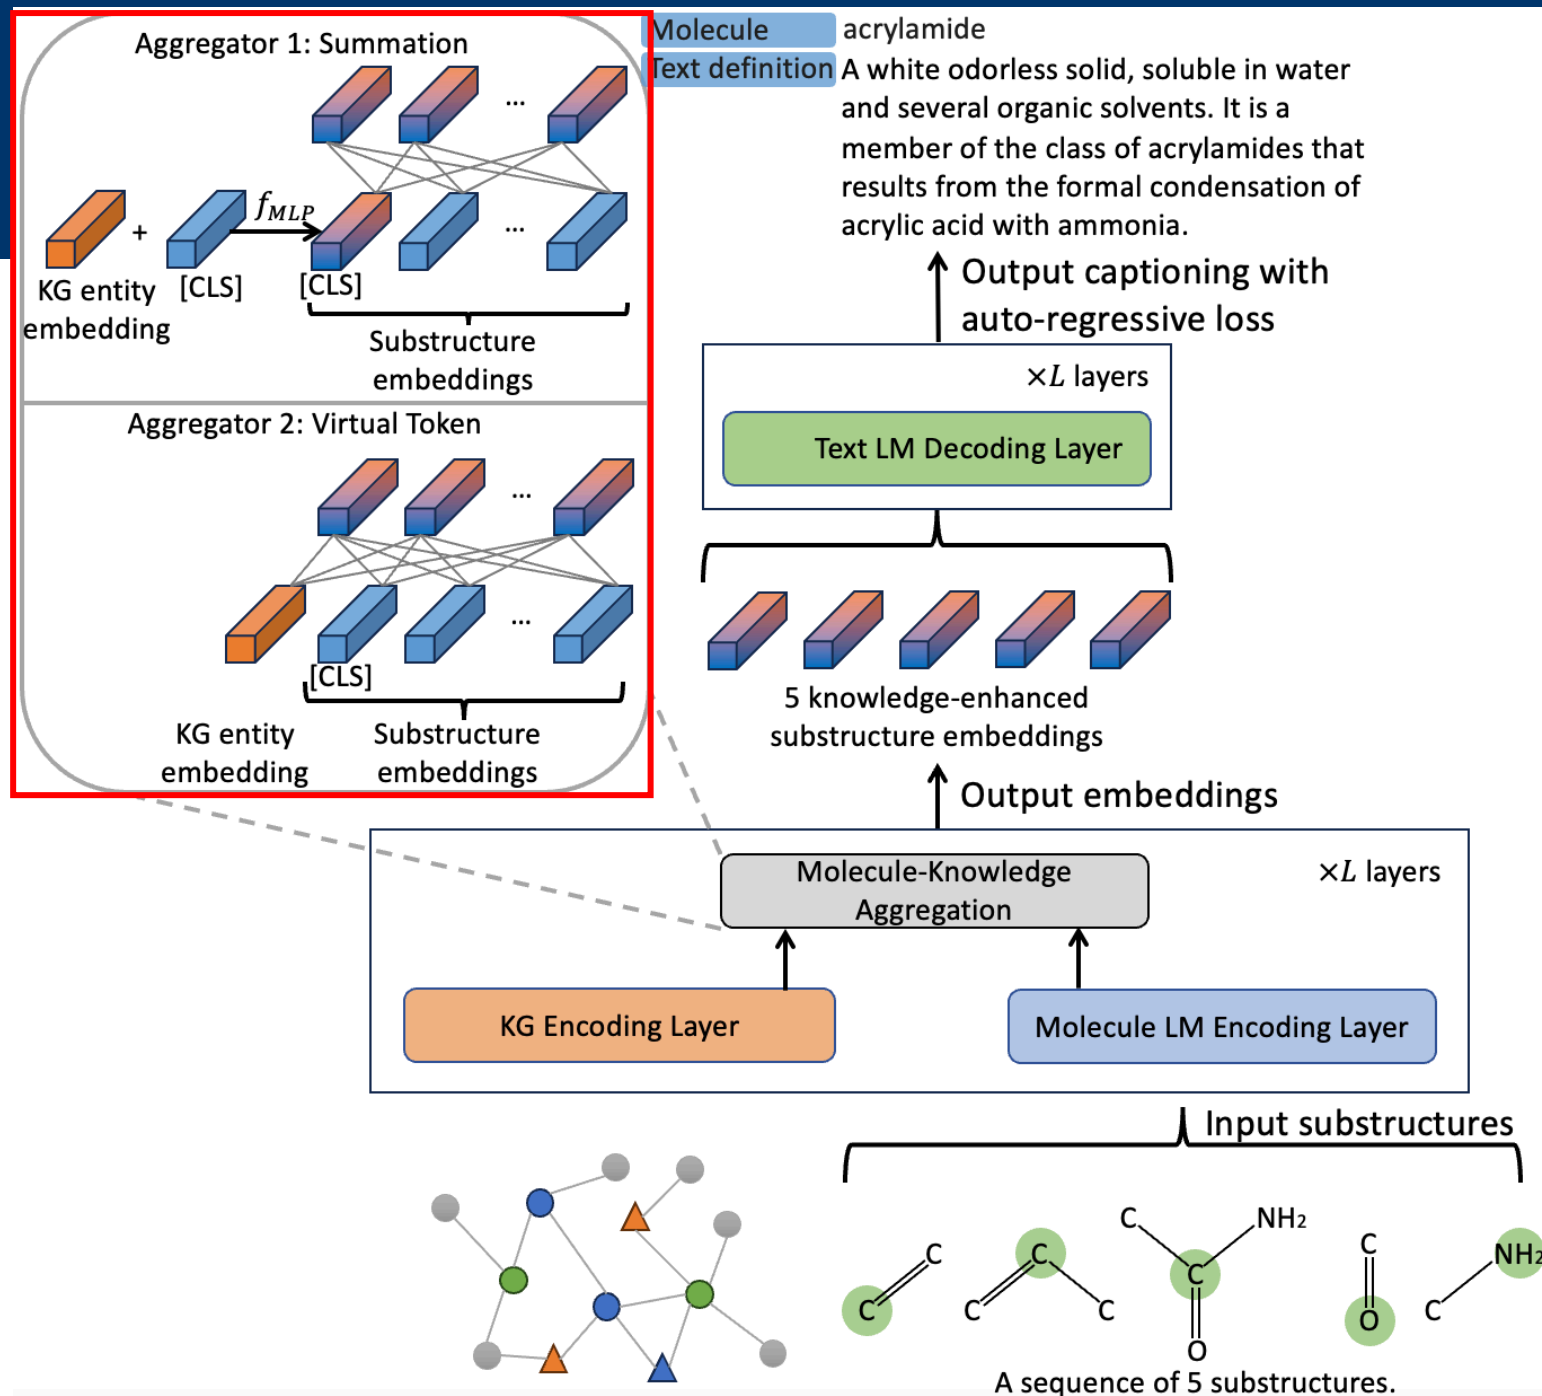 Aggregator 1: Summation
...
f_MLP
+
...
[CLS]
[CLS]
KG entity
embedding
Substructure
embeddings
Aggregator 2: Virtual Token
...
...
[CLS]
KG entity
embedding
Substructure
embeddings
Molecule acrylamide
Text definition A white odorless solid, soluble in water
and several organic solvents. It is a
member of the class of acrylamides that
results from the formal condensation of
acrylic acid with ammonia.
Output captioning with
auto-regressive loss
×L layers
Text LM Decoding Layer
5 knowledge-enhanced
substructure embeddings
Output embeddings
Molecule-Knowledge
Aggregation
×L layers
KG Encoding Layer
Molecule LM Encoding Layer
Input substructures
C C
C C C
C NH₂ C O
C O
NH₂ C
A sequence of 5 substructures.